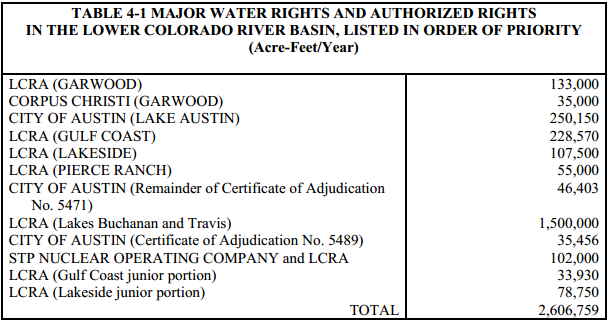 TABLE 4-1 MAJOR WATER RIGHTS AND AUTHORIZED RIGHTS
IN THE LOWER COLORADO RIVER BASIN, LISTED IN ORDER OF PRIORITY
(Acre-Feet/Year)
LCRA (GARWOOD) 133,000
CORPUS CHRISTI (GARWOOD) 35,000
CITY OF AUSTIN (LAKE AUSTIN) 250,150
LCRA (GULF COAST) 228,570
LCRA (LAKESIDE) 107,500
LCRA (PIERCE RANCH) 55,000
CITY OF AUSTIN (Remainder of Certificate of Adjudication 46,403
No. 5471)
LCRA (Lakes Buchanan and Travis) 1,500,000
CITY OF AUSTIN (Certificate of Adjudication No. 5489) 35,456
STP NUCLEAR OPERATING COMPANY and LCRA 102,000
LCRA (Gulf Coast junior portion) 33,930
LCRA (Lakeside junior portion) 78,750
TOTAL 2,606,759